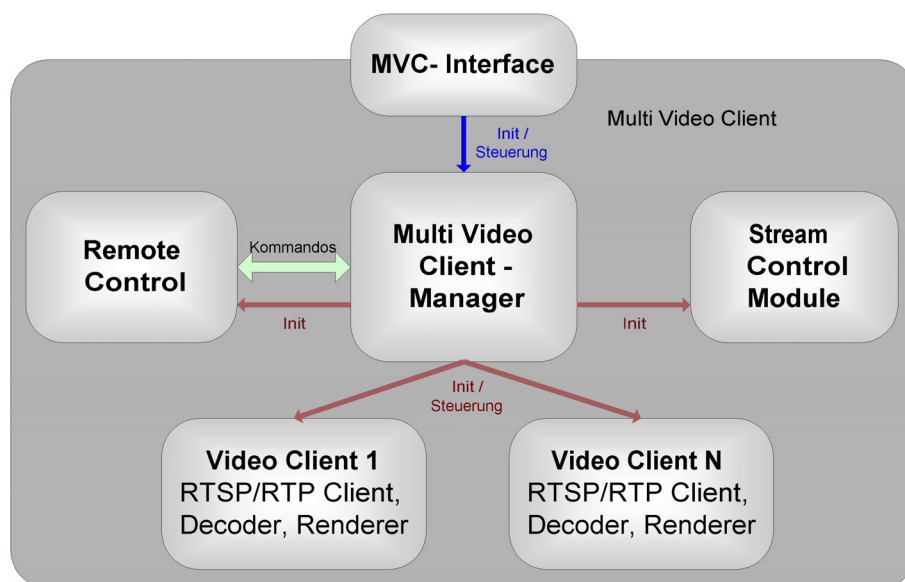 MVC- Interface
Multi Video Client
Init /
Steuerung
Remote
Control
Kommandos
Multi Video
Client -
Manager
Stream
Control
Module
Init
Init
Init /
Steuerung
Video Client 1
RTSP/RTP Client,
Decoder, Renderer
Video Client N
RTSP/RTP Client,
Decoder, Renderer